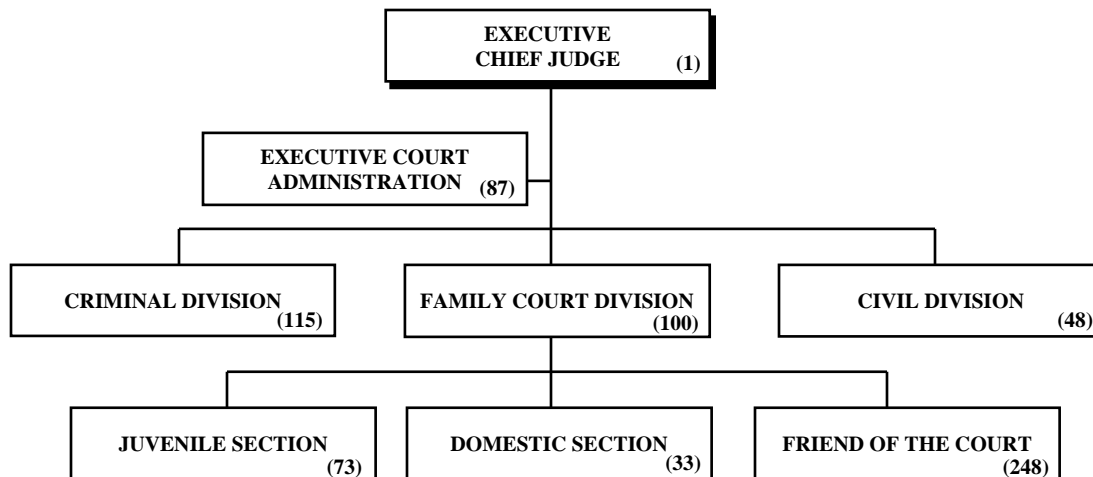 EXECUTIVE
CHIEF JUDGE
(1)
EXECUTIVE COURT
ADMINISTRATION
(87)
CRIMINAL DIVISION
(115)
FAMILY COURT DIVISION
(100)
CIVIL DIVISION
(48)
JUVENILE SECTION
(73)
DOMESTIC SECTION
(33)
FRIEND OF THE COURT
(248)